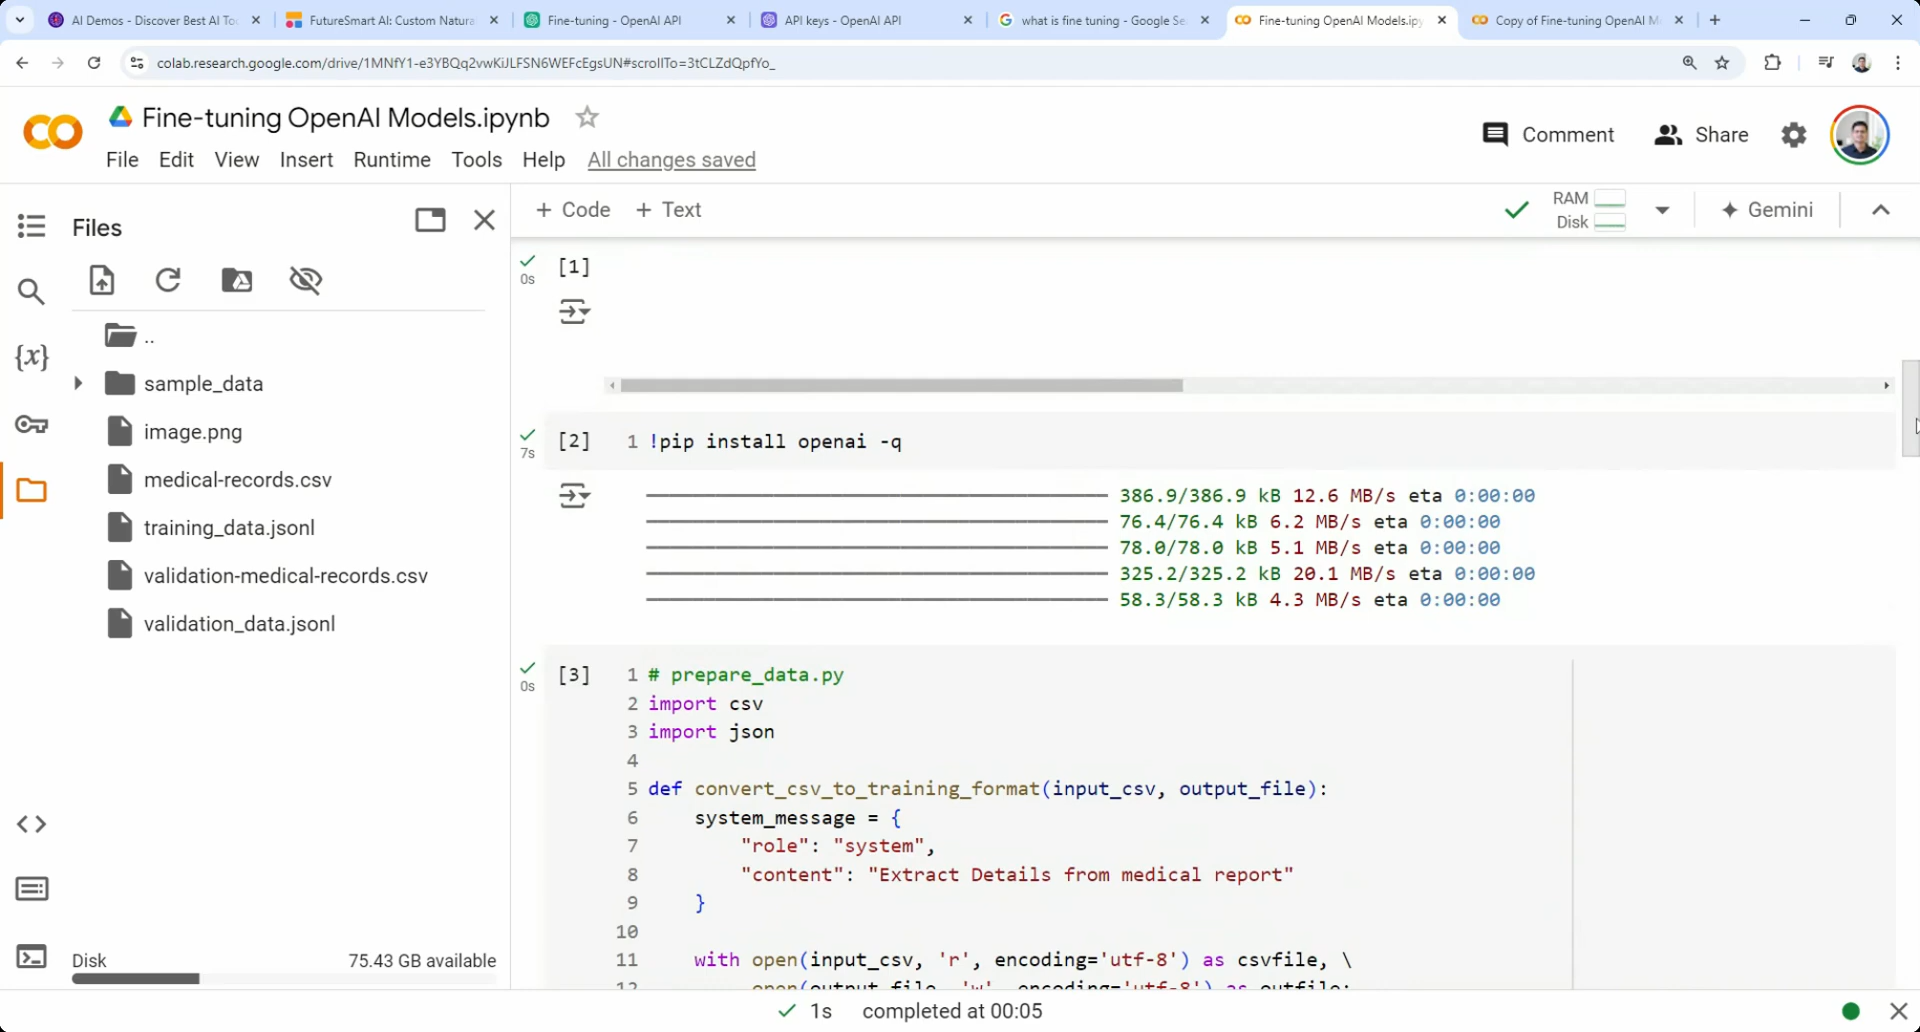 AI Demos - Discover Best AI To
FutureSmart AI: Custom Natura
Fine-tuning - OpenAI API
API keys - OpenAI API
what is fine tuning - Google Se
Fine-tuning OpenAI Models.ipy
Copy of Fine-tuning OpenAI M
colab.research.google.com/drive/1MNfY1-e3YBQq2vwKiJLFSN6WEFcEgsUN#scrollTo=3tCLZdQpfYo_
CO
Fine-tuning OpenAI Models.ipynb
Comment
Share
File Edit View Insert Runtime Tools Help All changes saved
Files
+ Code + Text
RAM
Disk
Gemini
..
sample_data
image.png
medical-records.csv
training_data.jsonl
validation-medical-records.csv
validation_data.jsonl
Disk 75.43 GB available
0s [1]
7s [2] 1 !pip install openai -q
386.9/386.9 kB 12.6 MB/s eta 0:00:00
76.4/76.4 kB 6.2 MB/s eta 0:00:00
78.0/78.0 kB 5.1 MB/s eta 0:00:00
325.2/325.2 kB 20.1 MB/s eta 0:00:00
58.3/58.3 kB 4.3 MB/s eta 0:00:00
0s [3] 1 # prepare_data.py
2 import csv
3 import json
4
5 def convert_csv_to_training_format(input_csv, output_file):
6 system_message = {
7 "role": "system",
8 "content": "Extract Details from medical report"
9 }
10
11 with open(input_csv, 'r', encoding='utf-8') as csvfile, \
12 open(output_file, 'w', encoding='utf-8') as outfile:
1s completed at 00:05